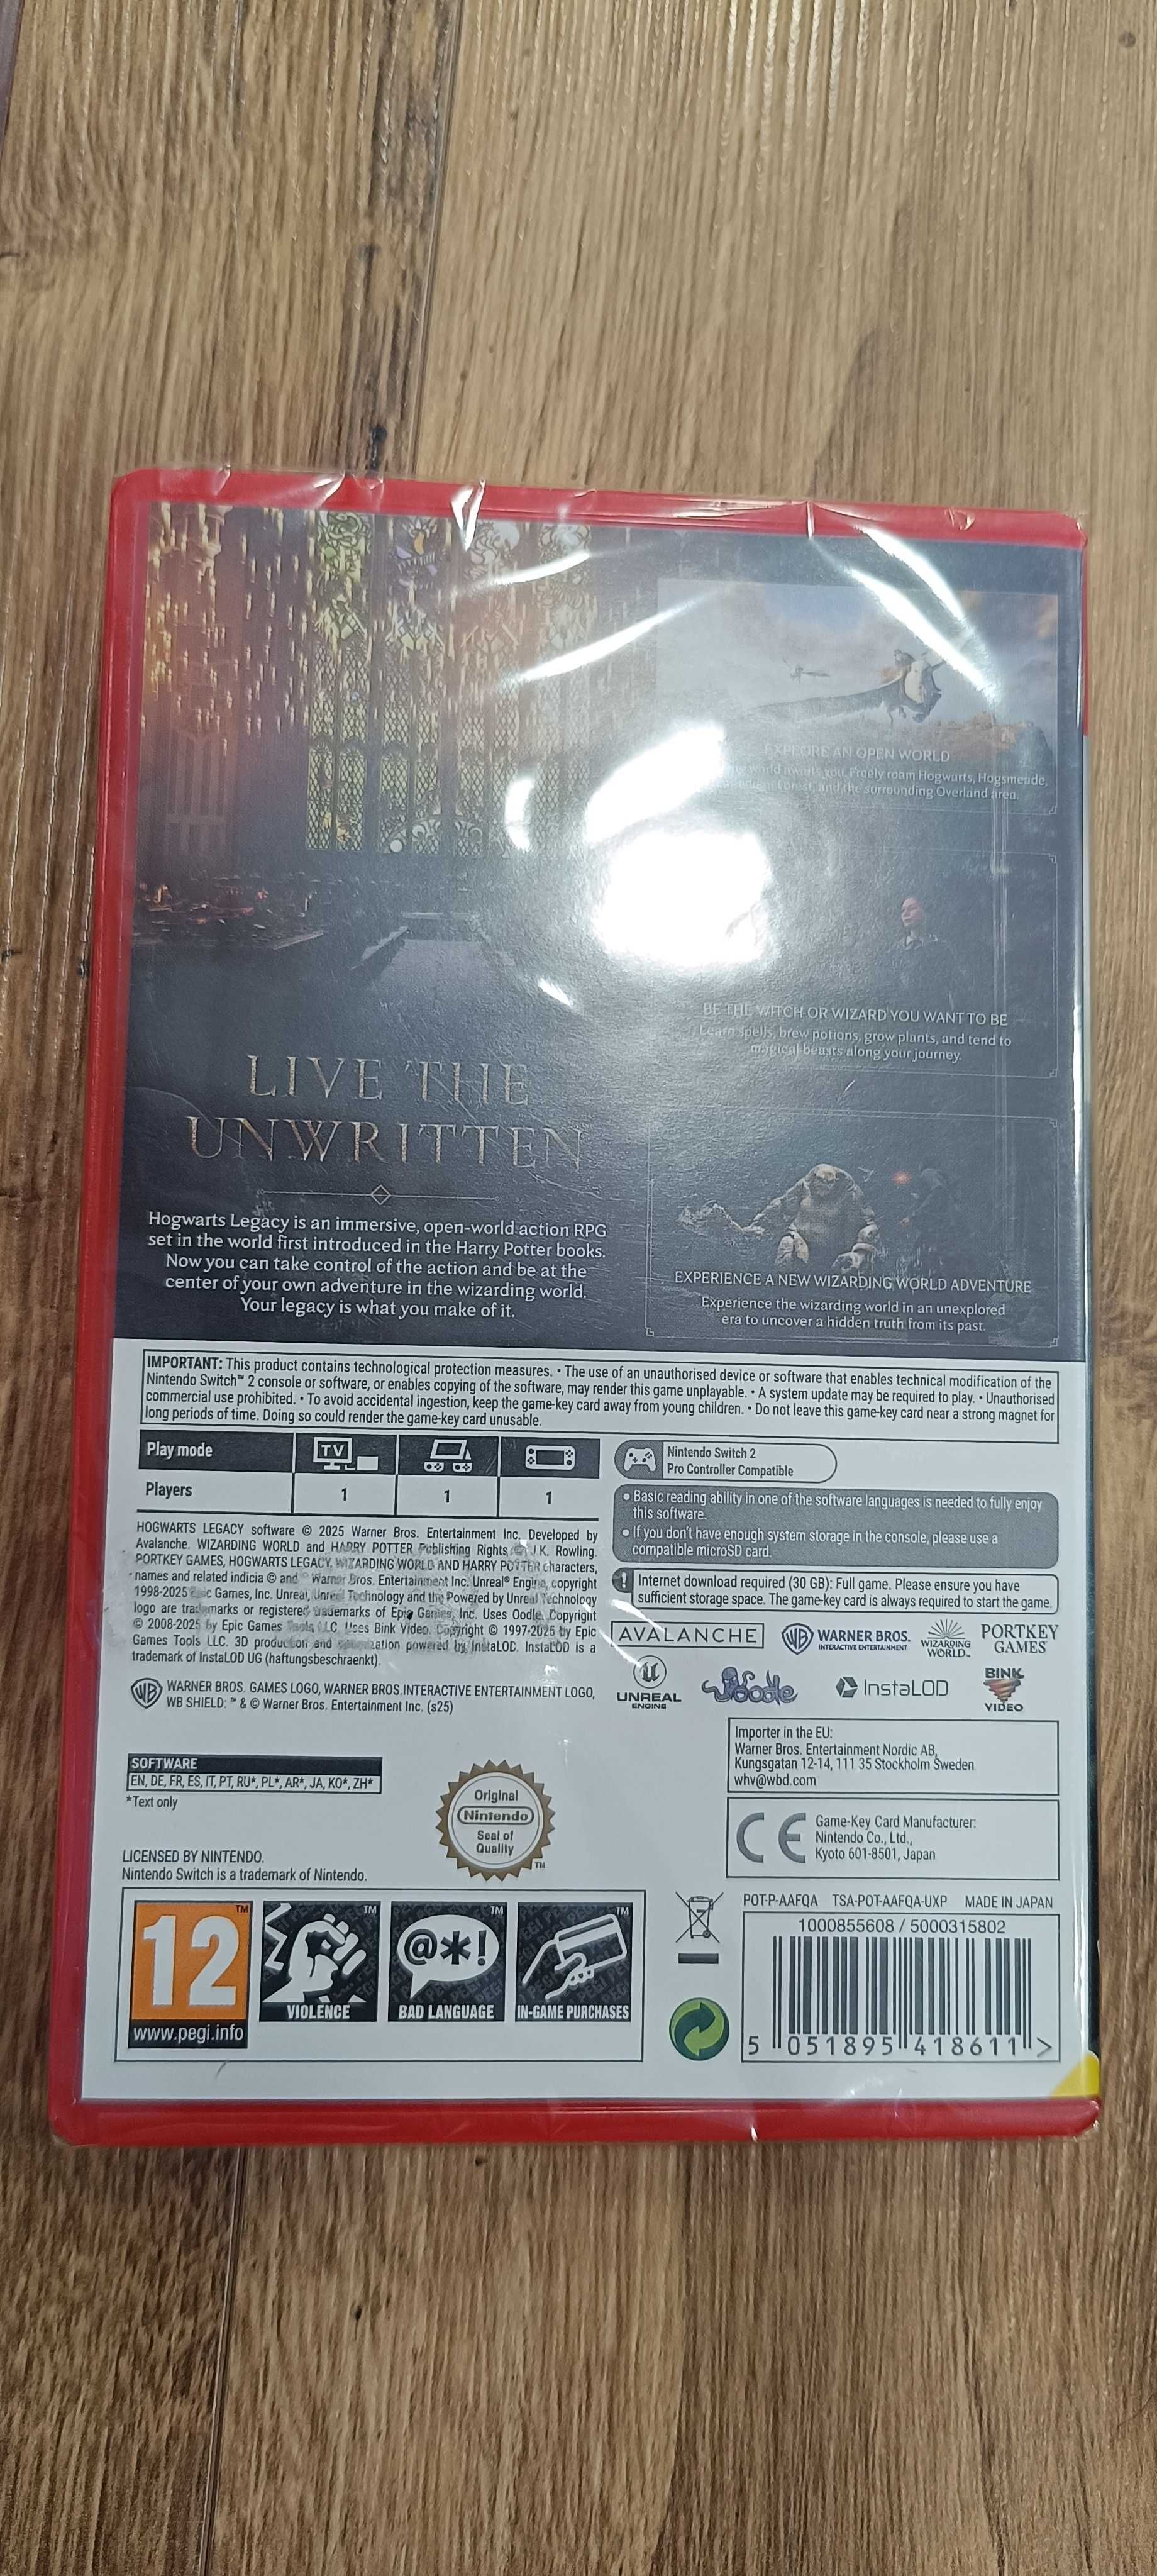 EXPLORE AN OPEN WORLD
world awaits you. Freely roam Hogwarts, Hogsmeade,
Forest, and the surrounding Overland area.
BE THE WITCH OR WIZARD YOU WANT TO BE
Learn spells, brew potions, grow plants, and tend to
magical beasts along your journey.
LIVE THE
UNWRITTEN
Hogwarts Legacy is an immersive, open-world action RPG
set in the world first introduced in the Harry Potter books.
Now you can take control of the action and be at the
center of your own adventure in the wizarding world.
Your legacy is what you make of it.
EXPERIENCE A NEW WIZARDING WORLD ADVENTURE
Experience the wizarding world in an unexplored
era to uncover a hidden truth from its past.
IMPORTANT: This product contains technological protection measures. • The use of an unauthorised device or software that enables technical modification of the
Nintendo Switch™ 2 console or software, or enables copying of the software, may render this game unplayable. • A system update may be required to play. • Unauthorised
commercial use prohibited. • To avoid accidental ingestion, keep the game-key card away from young children. • Do not leave this game-key card near a strong magnet for
long periods of time. Doing so could render the game-key card unusable.
Play mode
TV
Players
1
1
1
Nintendo Switch 2
Pro Controller Compatible
• Basic reading ability in one of the software languages is needed to fully enjoy
this software.
• If you don't have enough system storage in the console, please use a
compatible microSD card.
! Internet download required (30 GB): Full game. Please ensure you have
sufficient storage space. The game-key card is always required to start the game.
HOGWARTS LEGACY software © 2025 Warner Bros. Entertainment Inc. Developed by
Avalanche. WIZARDING WORLD and HARRY POTTER Publishing Rights © J.K. Rowling.
PORTKEY GAMES, HOGWARTS LEGACY, WIZARDING WORLD AND HARRY POTTER characters,
names and related indicia © and ™ Warner Bros. Entertainment Inc. Unreal® Engine, copyright
1998-2025 Epic Games, Inc. Unreal, Unreal Technology and the Powered by Unreal Technology
logo are trademarks or registered trademarks of Epic Games, Inc. Uses Oodle. Copyright
© 2008-2025 by Epic Games Tools LLC. Uses Bink Video. Copyright © 1997-2025 by Epic
Games Tools LLC. 3D production and optimization powered by InstaLOD. InstaLOD is a
trademark of InstaLOD UG (haftungsbeschraenkt).
WB
WARNER BROS. GAMES LOGO, WARNER BROS.INTERACTIVE ENTERTAINMENT LOGO,
WB SHIELD: ™ & © Warner Bros. Entertainment Inc. (s25)
AVALANCHE
WB WARNER BROS.
INTERACTIVE ENTERTAINMENT
WIZARDING
WORLD™
PORTKEY
GAMES
UNREAL
ENGINE
Oodle
InstaLOD
BINK
VIDEO
SOFTWARE
EN, DE, FR, ES, IT, PT, RU*, PL*, AR*, JA, KO*, ZH*
*Text only
Original
Nintendo
Seal of
Quality
TM
LICENSED BY NINTENDO.
Nintendo Switch is a trademark of Nintendo.
Importer in the EU:
Warner Bros. Entertainment Nordic AB,
Kungsgatan 12-14, 111 35 Stockholm Sweden
whv@wbd.com
CE
Game-Key Card Manufacturer:
Nintendo Co., Ltd.,
Kyoto 601-8501, Japan
12
TM
www.pegi.info
TM
VIOLENCE
@*!
TM
BAD LANGUAGE
TM
IN-GAME PURCHASES
POT-P-AAFQA TSA-POT-AAFQA-UXP MADE IN JAPAN
1000855608 / 5000315802
5 051895 418611 >